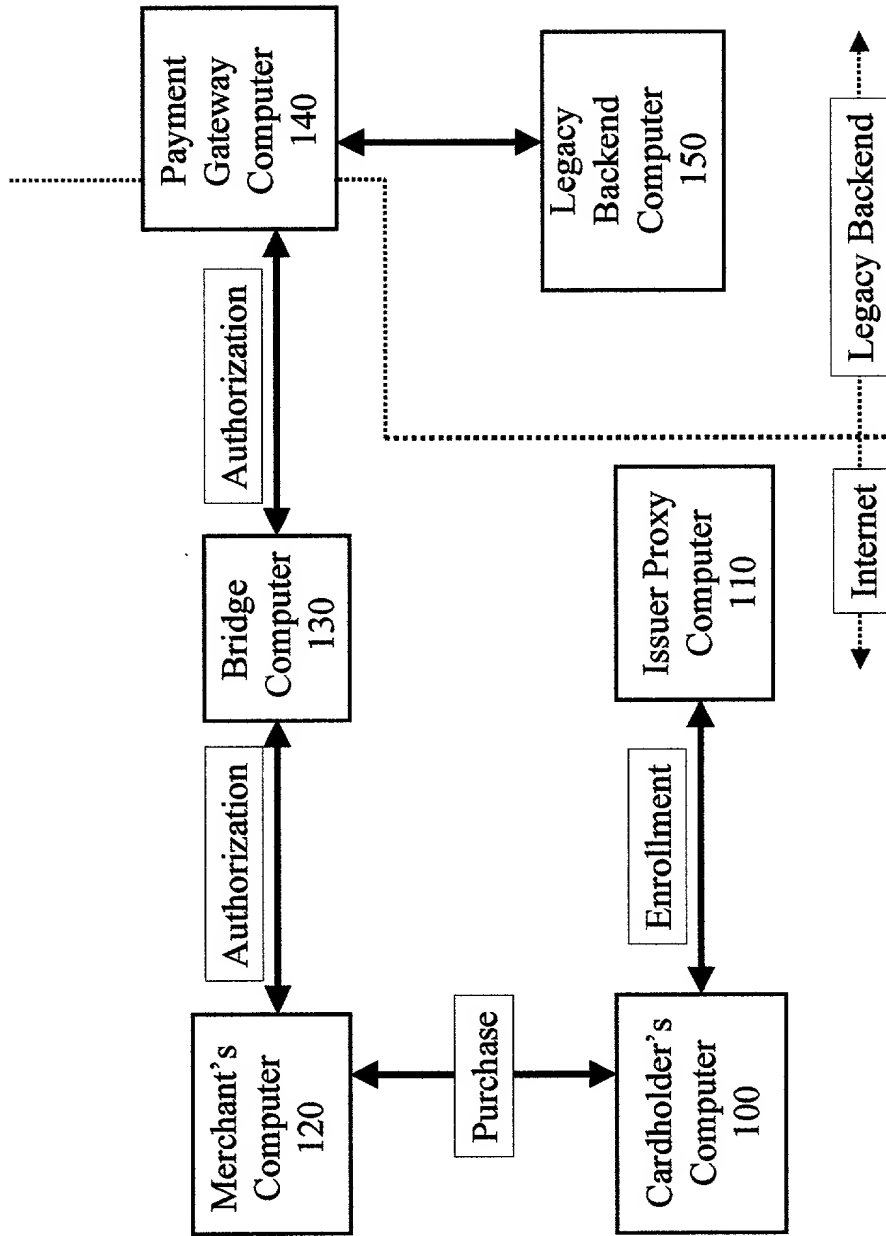 Merchant's
Computer
120
Authorization
Bridge
Computer
130
Authorization
Payment
Gateway
Computer
140
Purchase
Cardholder's
Computer
100
Enrollment
Issuer Proxy
Computer
110
Legacy
Backend
Computer
150
Internet
Legacy Backend